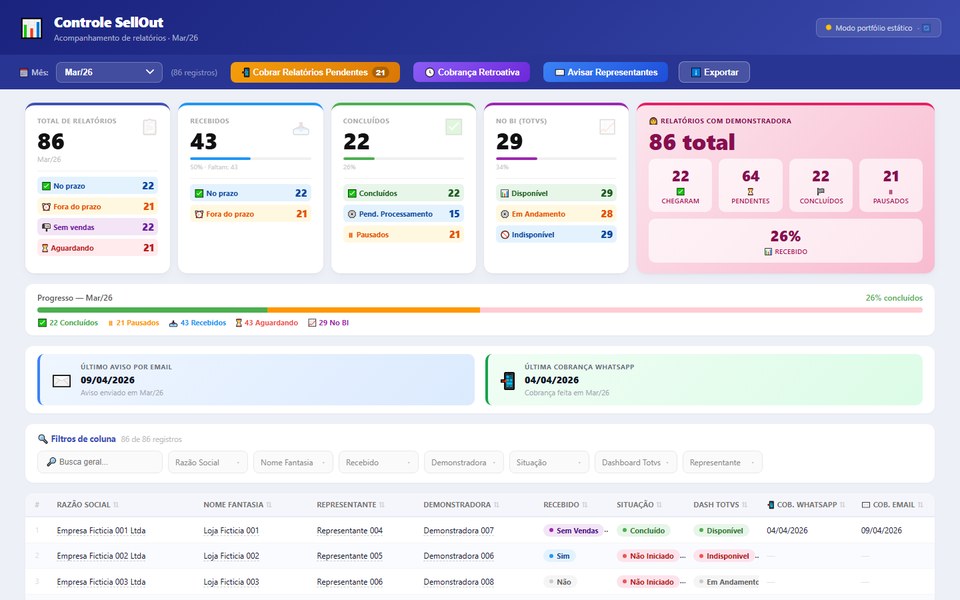 Controle SellOut
Acompanhamento de relatórios · Mar/26
Modo portfólio estático
Mês:
Mar/26
(86 registros)
Cobrar Relatórios Pendentes 21
Cobrança Retroativa
Avisar Representantes
Exportar
TOTAL DE RELATÓRIOS
86
Mar/26
No prazo 22
Fora do prazo 21
Sem vendas 22
Aguardando 21
RECEBIDOS
43
50% · Faltam: 43
No prazo 22
Fora do prazo 21
CONCLUÍDOS
22
26%
Concluídos 22
Pend. Processamento 15
Pausados 21
NO BI (TOTVS)
29
34%
Disponível 29
Em Andamento 28
Indisponível 29
RELATÓRIOS COM DEMONSTRADORA
86 total
22
CHEGARAM
64
PENDENTES
22
CONCLUÍDOS
21
PAUSADOS
26%
RECEBIDO
Progresso — Mar/26
26% concluídos
22 Concluídos
21 Pausados
43 Recebidos
43 Aguardando
29 No BI
ÚLTIMO AVISO POR EMAIL
09/04/2026
Aviso enviado em Mar/26
ÚLTIMA COBRANÇA WHATSAPP
04/04/2026
Cobrança feita em Mar/26
Filtros de coluna 86 de 86 registros
Busca geral...
Razão Social
Nome Fantasia
Recebido
Demonstradora
Situação
Dashboard Totvs
Representante
# RAZÃO SOCIAL NOME FANTASIA REPRESENTANTE DEMONSTRADORA RECEBIDO SITUAÇÃO DASH TOTVS COB. WHATSAPP COB. EMAIL
1 Empresa Ficticia 001 Ltda Loja Ficticia 001 Representante 004 Demonstradora 007 Sem Vendas Concluído Disponível 04/04/2026 09/04/2026
2 Empresa Ficticia 002 Ltda Loja Ficticia 002 Representante 005 Demonstradora 006 Sim Não Iniciado Indisponível — —
3 Empresa Ficticia 003 Ltda Loja Ficticia 003 Representante 006 Demonstradora 008 Não Não Iniciado Em Andamento — —